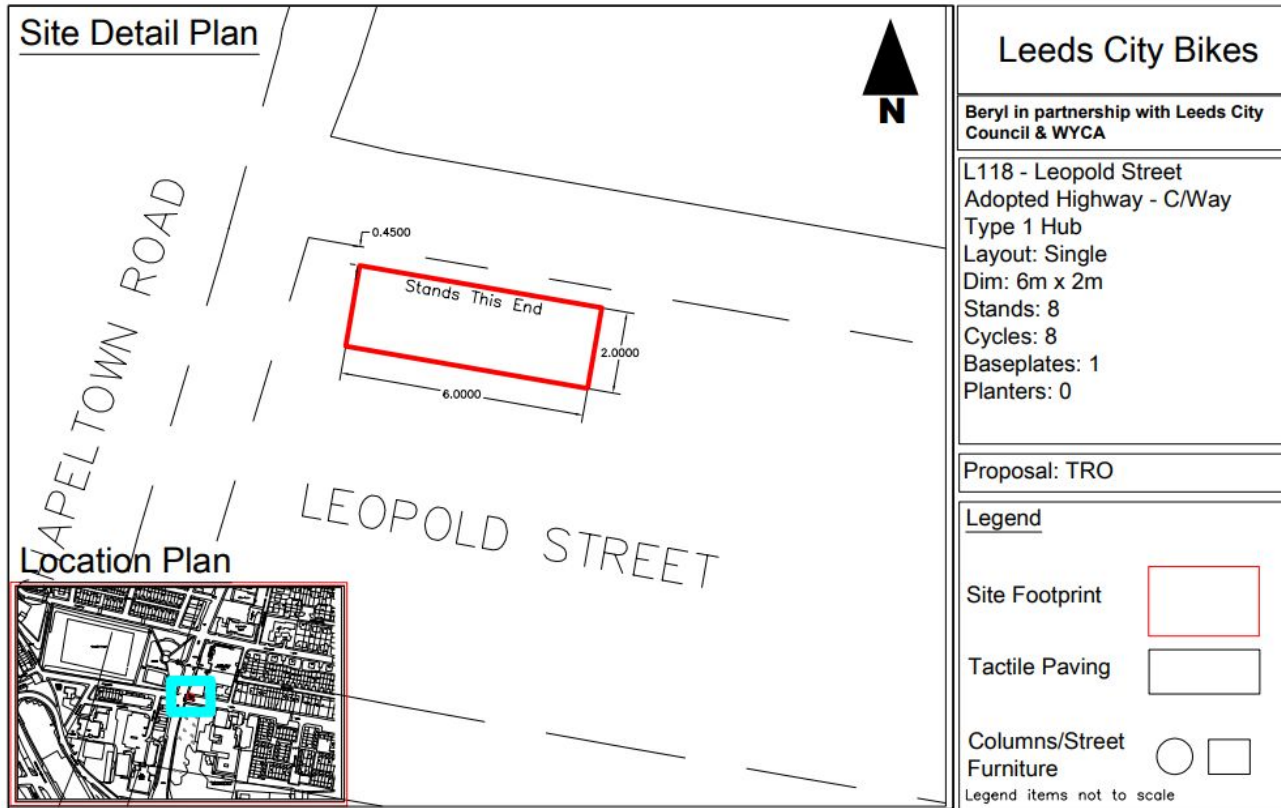 Site Detail Plan
N
CHAPELTOWN ROAD
0.4500
Stands This End
2.0000
6.0000
LEOPOLD STREET
Location Plan
Leeds City Bikes
Beryl in partnership with Leeds City
Council & WYCA
L118 - Leopold Street
Adopted Highway - C/Way
Type 1 Hub
Layout: Single
Dim: 6m x 2m
Stands: 8
Cycles: 8
Baseplates: 1
Planters: 0
Proposal: TRO
Legend
Site Footprint
Tactile Paving
Columns/Street
Furniture
Legend items not to scale